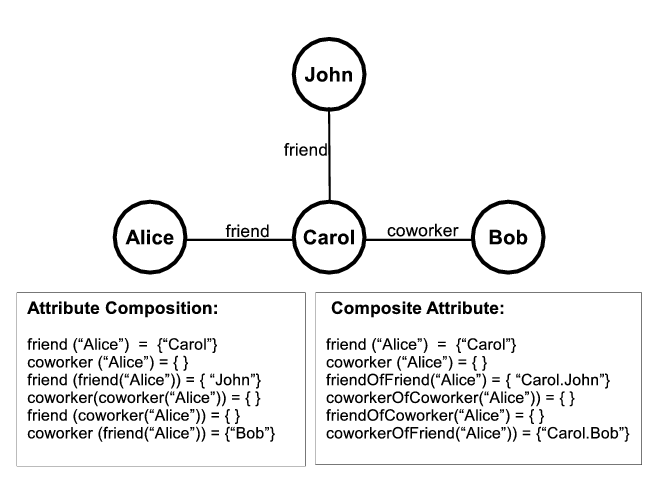 John
friend
Alice
friend
Carol
coworker
Bob
Attribute Composition:
friend (“Alice”) = {“Carol”}
coworker (“Alice”) = { }
friend (friend(“Alice”)) = { “John”}
coworker(coworker(“Alice”)) = { }
friend (coworker(“Alice”)) = { }
coworker (friend(“Alice”)) = {“Bob”}
Composite Attribute:
friend (“Alice”) = {“Carol”}
coworker (“Alice”) = { }
friendOfFriend(“Alice”) = { “Carol.John”}
coworkerOfCoworker(“Alice”)) = { }
friendOfCoworker(“Alice”) = { }
coworkerOfFriend(“Alice”)) = {“Carol.Bob”}